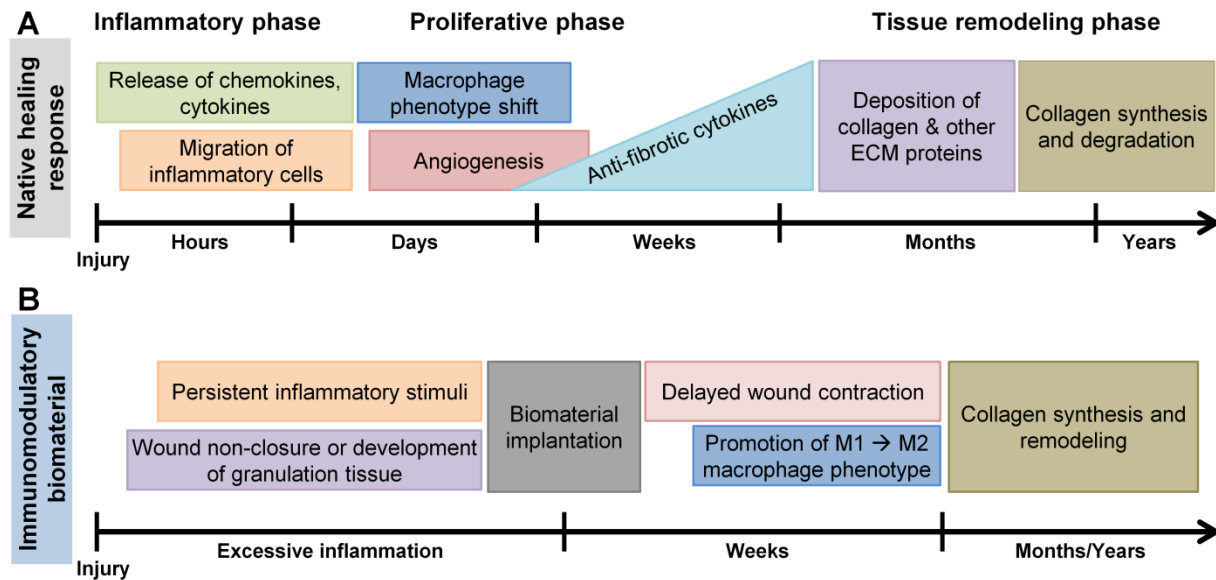 A
Inflammatory phase
Proliferative phase
Tissue remodeling phase
Native healing
response
Release of chemokines,
cytokines
Macrophage
phenotype shift
Migration of
inflammatory cells
Angiogenesis
Anti-fibrotic cytokines
Deposition of
collagen & other
ECM proteins
Collagen synthesis
and degradation
Hours
Days
Weeks
Months
Years
Injury
B
Immunomodulatory
biomaterial
Persistent inflammatory stimuli
Wound non-closure or development
of granulation tissue
Biomaterial
implantation
Delayed wound contraction
Promotion of M1 → M2
macrophage phenotype
Collagen synthesis and
remodeling
Excessive inflammation
Weeks
Months/Years
Injury